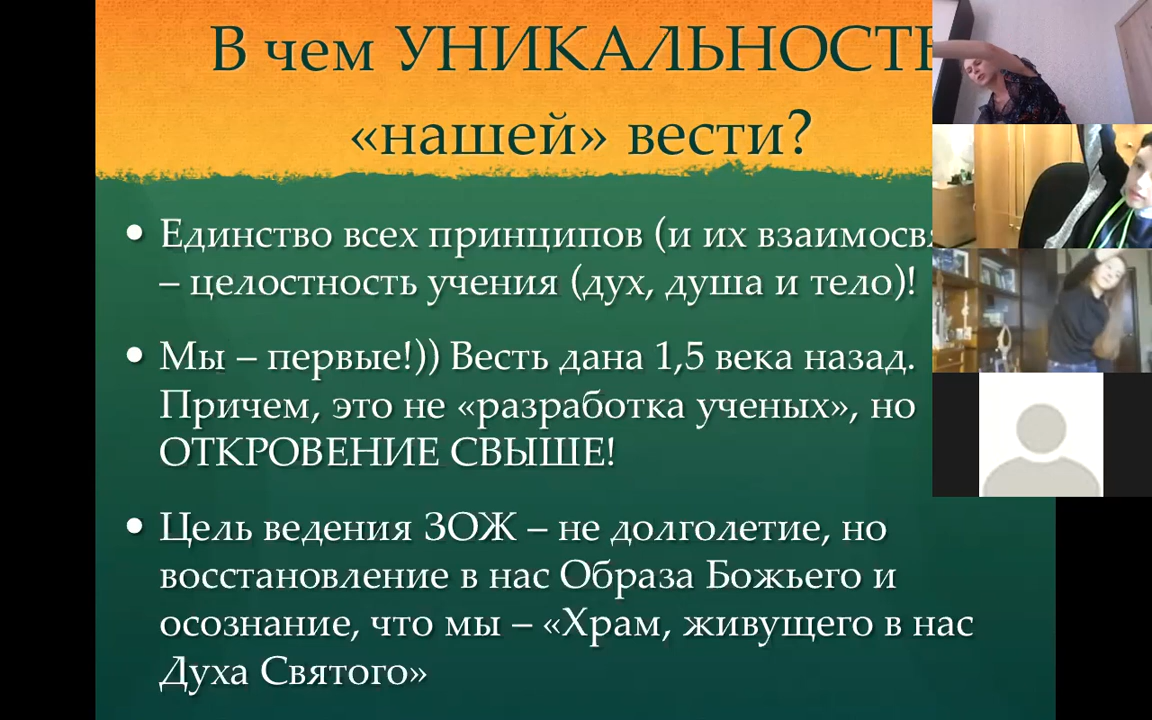 В чем
«нашей» вести?
• Единство всех принципов (и их
– целостность учения (дух, душа и тело)!
• Мы – первые!)) Весть дана 1,5 века назад.
Причем, это не «разработка ученых», но
ОТКРОВЕНИЕ СВЫШЕ!
• Цель ведения ЗОЖ – не долголетие, но
восстановление в нас Образа Божьего и
осознание, что мы – «Храм, живущего в нас
Духа Святого»